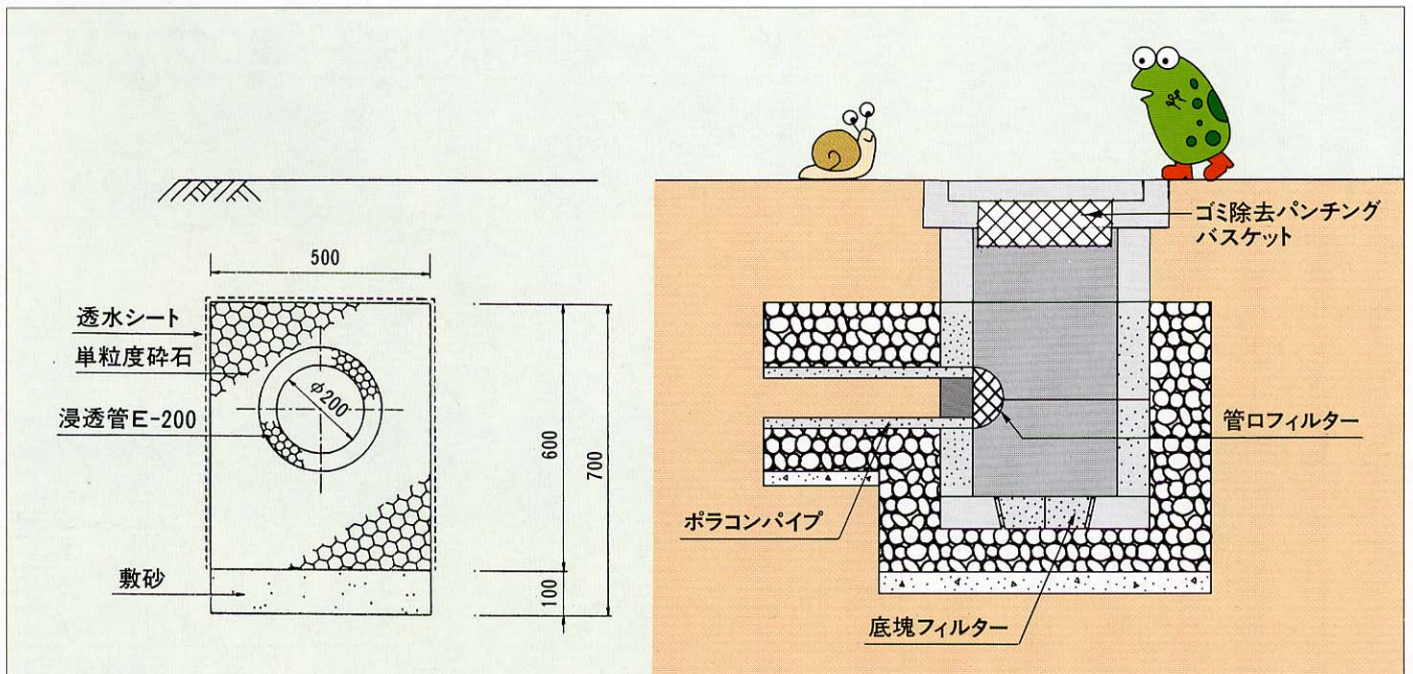 500
透水シート
単粒度砕石
浸透管E-200
φ200
600
700
敷砂
100
ゴミ除去パンチング
バスケット
管口フィルター
ポラコンパイプ
底塊フィルター